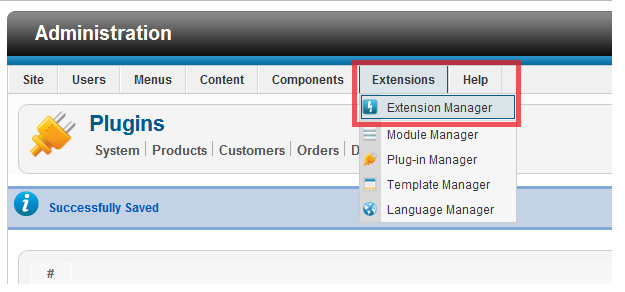 Administration
Site Users Menus Content Components Extensions Help
Extension Manager
Plugins
Module Manager
System Products Customers Orders
Plug-in Manager
Template Manager
Successfully Saved
Language Manager
#